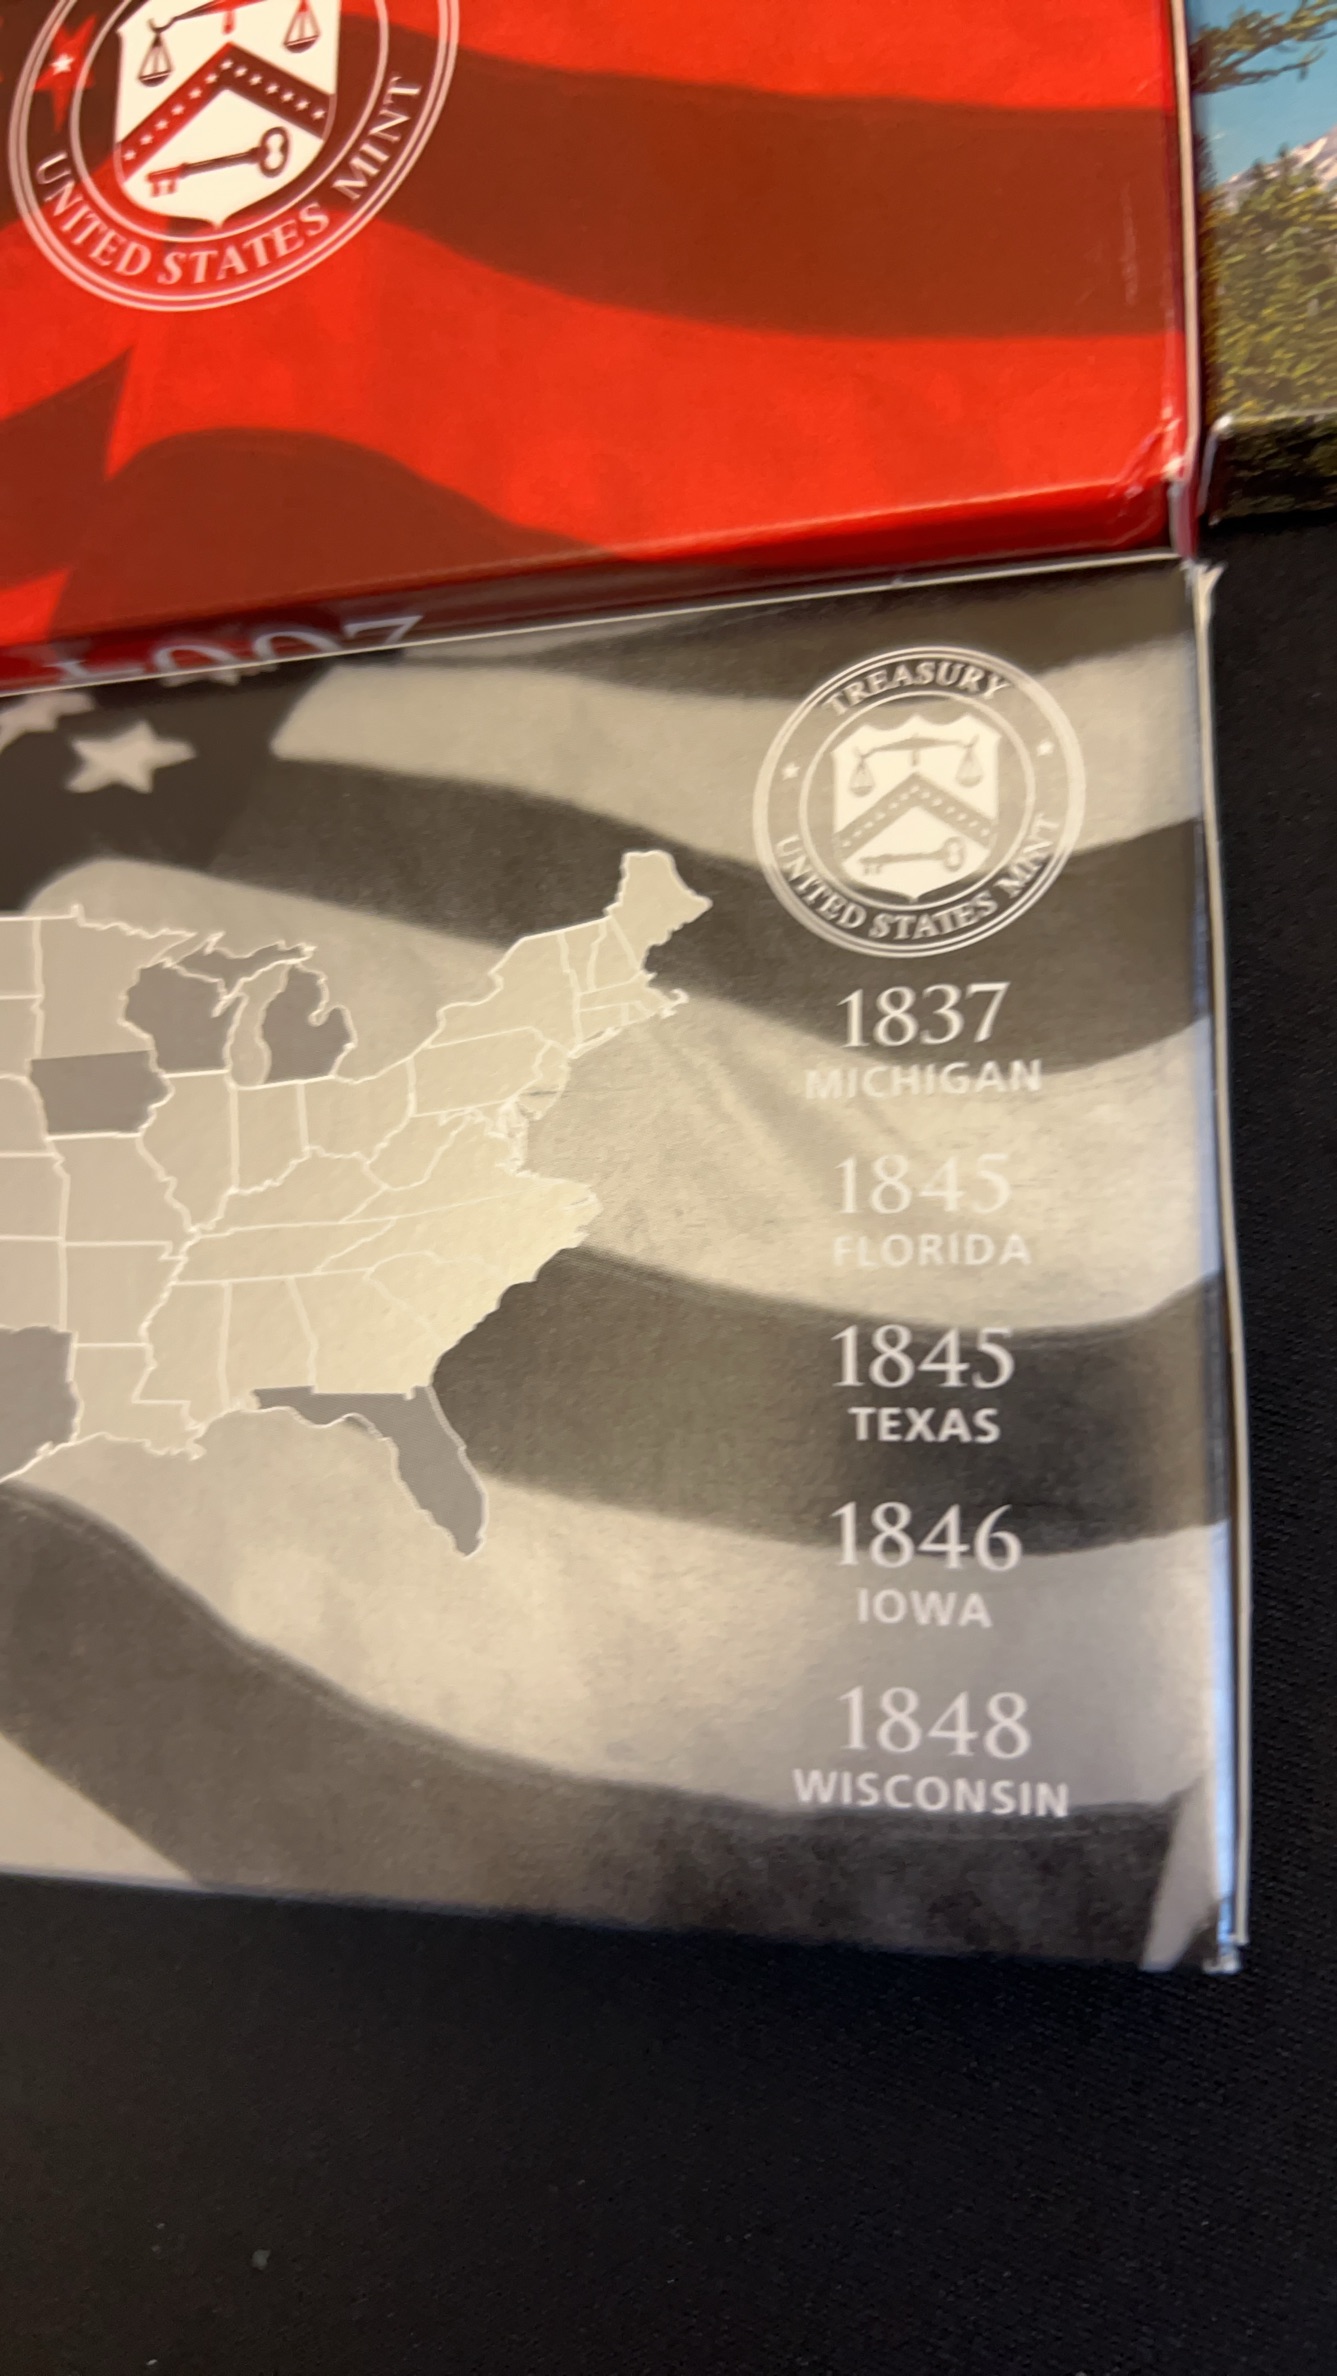 UNITED STATES MINT
TREASURY
UNITED STATES MINT
1837
MICHIGAN
1845
FLORIDA
1845
TEXAS
1846
IOWA
1848
WISCONSIN